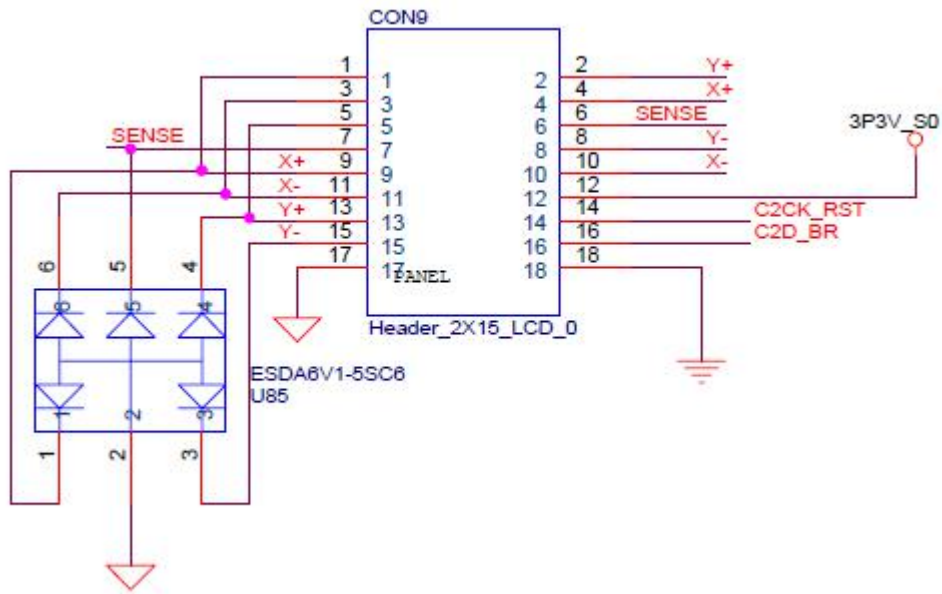 CON9
1 1 2 2 Y+
3 3 4 4 X+
5 5 SENSE 6 6
SENSE 7 7 8 8 Y-
X+ 9 9 10 10 X-
X- 11 11 12 12 3P3V_S0
Y+ 13 13 14 14 C2CK_RST
Y- 15 15 16 16 C2D_BR
17 17 18 18
PANEL
Header_2X15_LCD_0
6 5 4
6 5 4
ESDA6V1-5SC6
U85
1 2 3
1 2 3